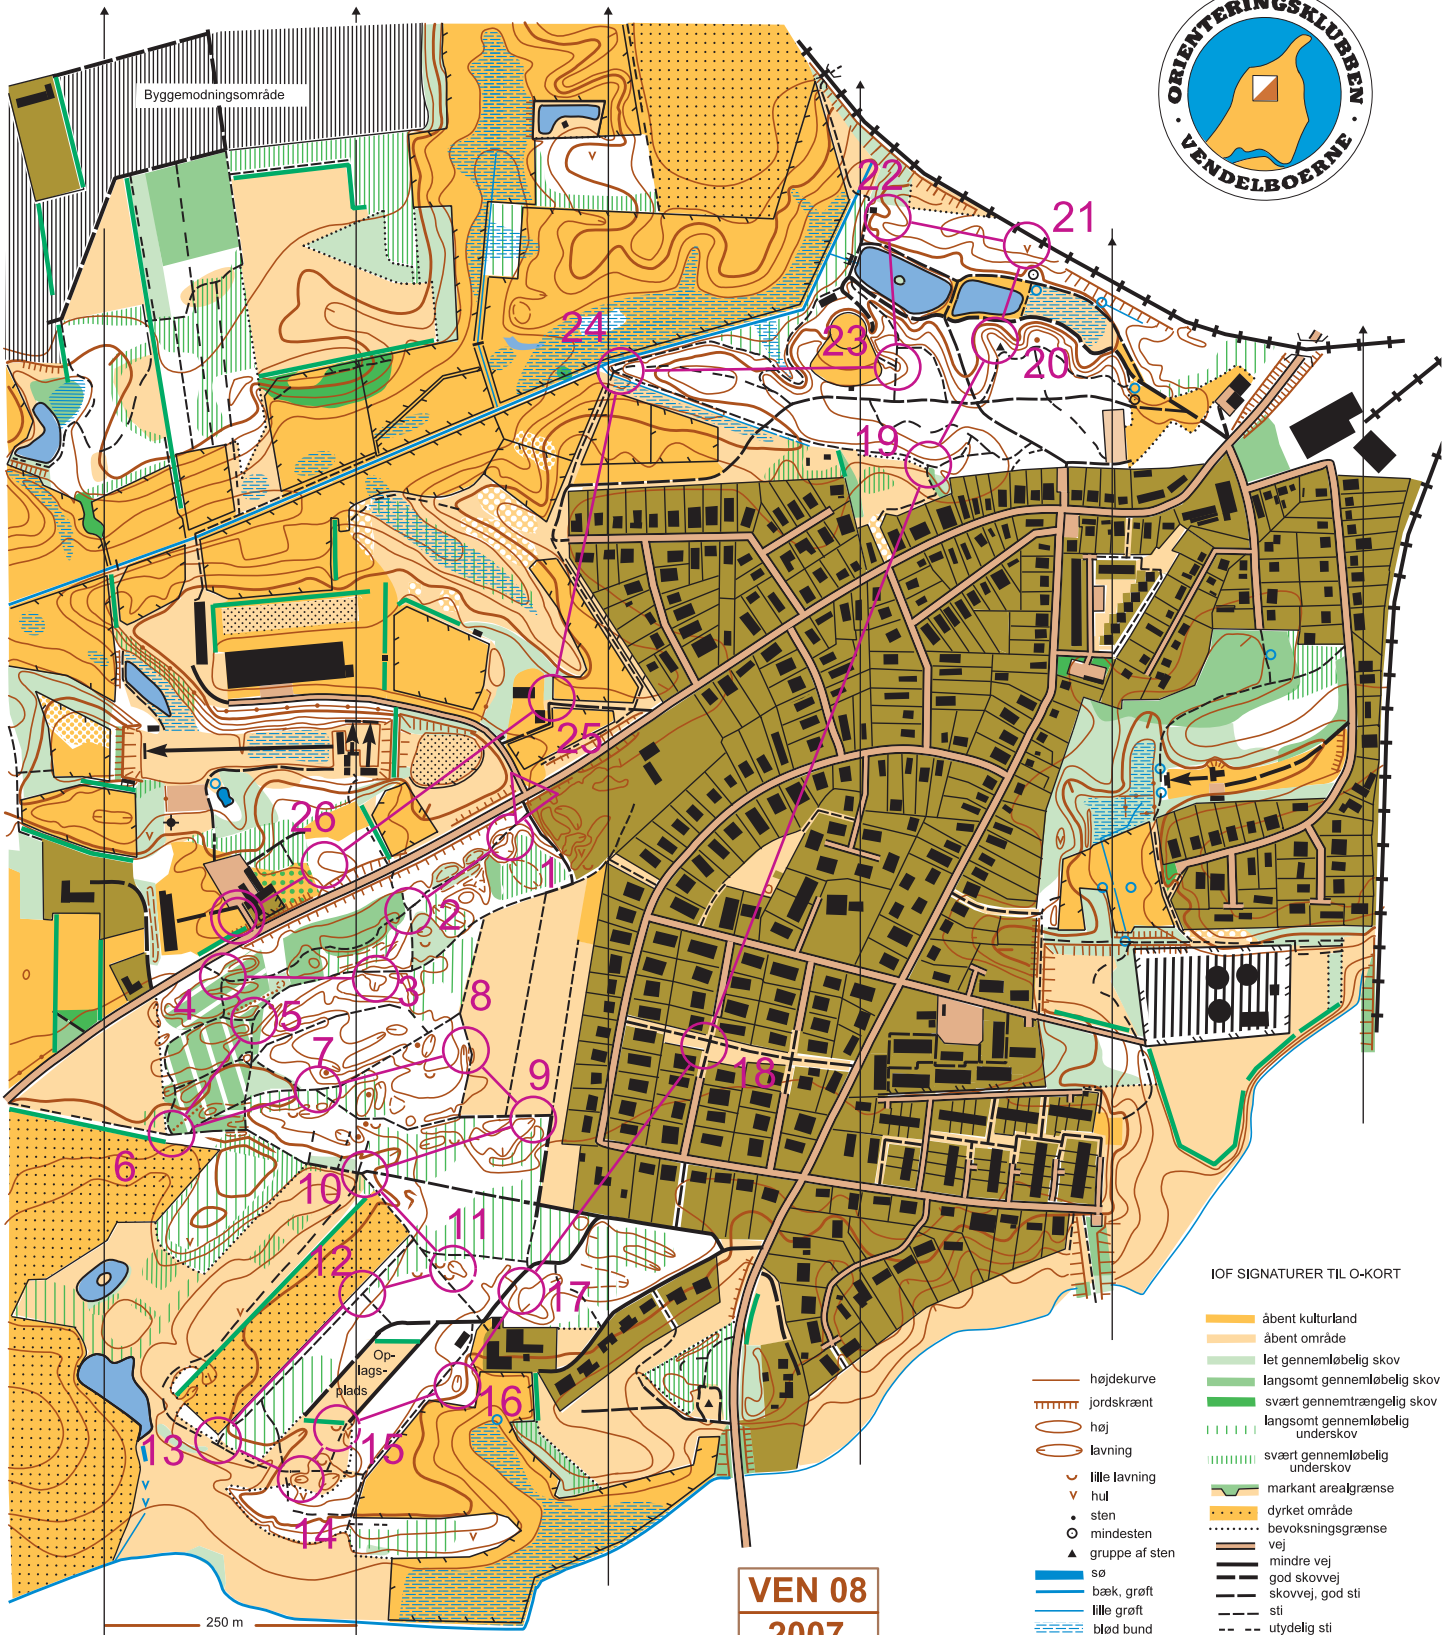 ORIENTERINGSKLUBBEN
· VENDELBOERNE ·
Byggemodningsområde
22
21
24
23
20
19
25
26
1
2
3
4
5
8
7
9
18
6
10
11
12
17
Op-
lags-
plads
16
13
15
14
250 m
VEN 08
2007
IOF SIGNATURER TIL O-KORT
højdekurve
jordskrænt
høj
lavning
lille lavning
hul
sten
mindesten
gruppe af sten
sø
bæk, grøft
lille grøft
blød bund
åbent kulturland
åbent område
let gennemløbelig skov
langsomt gennemløbelig skov
svært gennemtrængelig skov
langsomt gennemløbelig
underskov
svært gennemløbelig
underskov
markant arealgrænse
dyrket område
bevoksningsgrænse
vej
mindre vej
god skovvej
skovvej, god sti
sti
utydelig sti